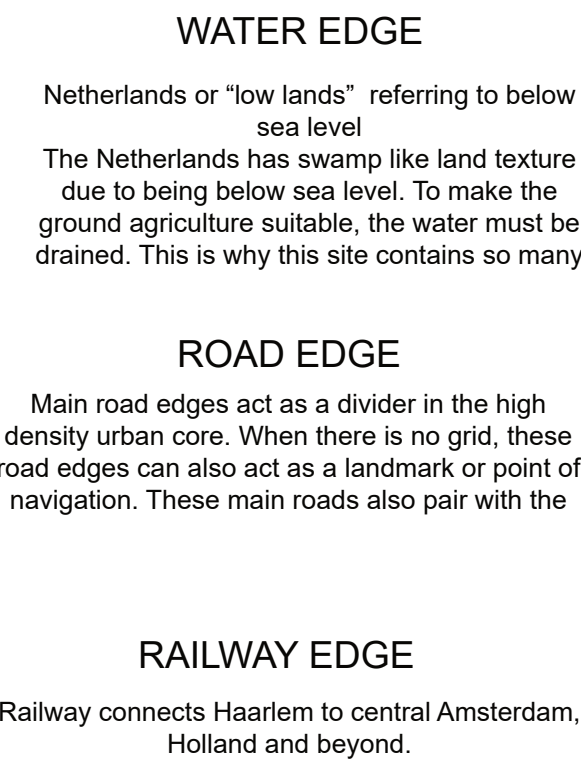 WATER EDGE
Netherlands or “low lands”  referring to below
sea level
The Netherlands has swamp like land texture
due to being below sea level. To make the
ground agriculture suitable, the water must be
drained. This is why this site contains so many
ROAD EDGE
Main road edges act as a divider in the high
density urban core. When there is no grid, these
road edges can also act as a landmark or point of
navigation. These main roads also pair with the
RAILWAY EDGE
Railway connects Haarlem to central Amsterdam,
Holland and beyond.